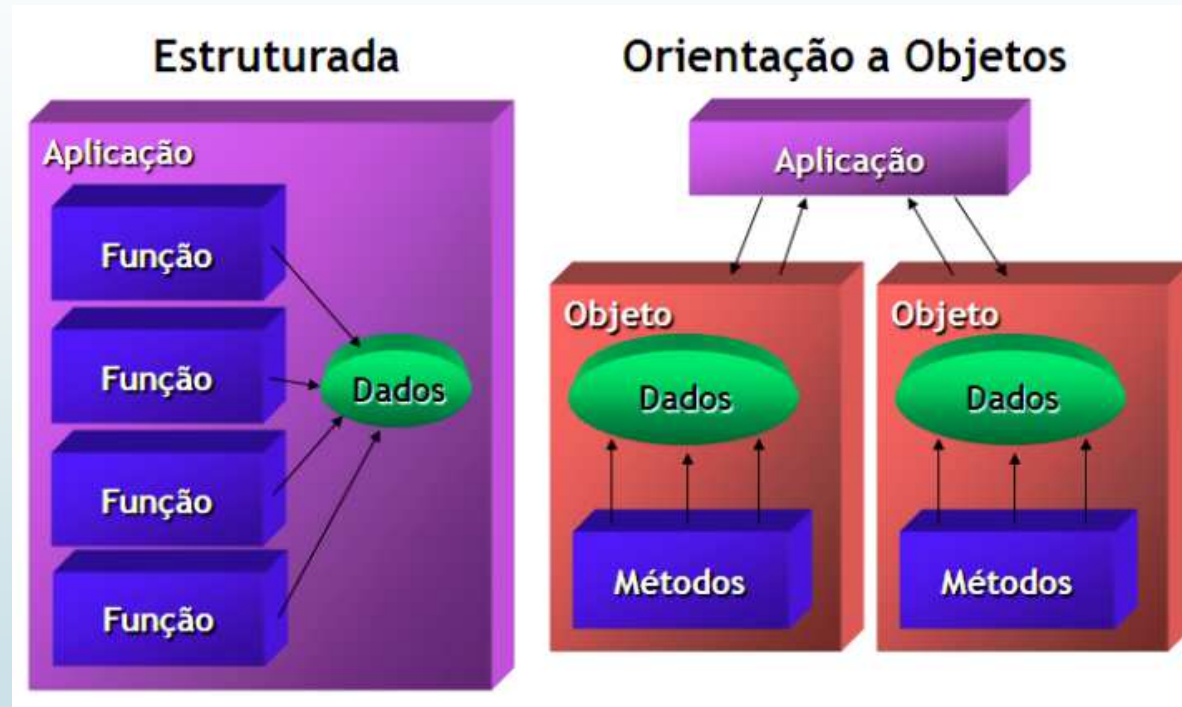 Estruturada
Aplicação
Função
Função
Função
Função
Dados
Orientação a Objetos
Aplicação
Objeto
Dados
Métodos
Objeto
Dados
Métodos